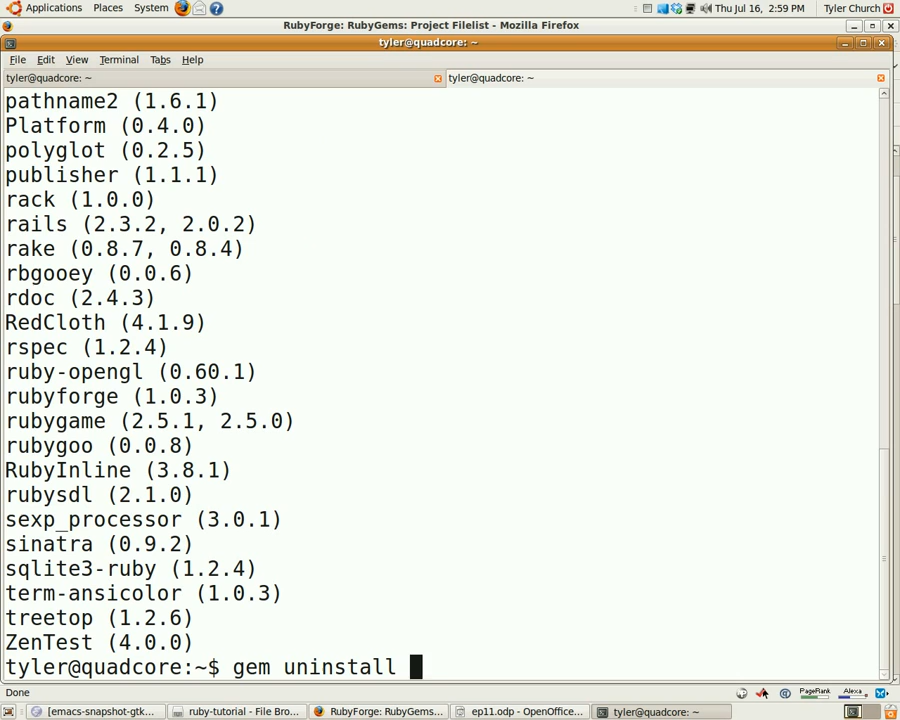 Applications Places System Thu Jul 16, 2:59 PM Tyler Church
RubyForge: RubyGems: Project Filelist - Mozilla Firefox
tyler@quadcore: ~
File Edit View Terminal Tabs Help
tyler@quadcore: ~ tyler@quadcore: ~
pathname2 (1.6.1)
Platform (0.4.0)
polyglot (0.2.5)
publisher (1.1.1)
rack (1.0.0)
rails (2.3.2, 2.0.2)
rake (0.8.7, 0.8.4)
rbgooey (0.0.6)
rdoc (2.4.3)
RedCloth (4.1.9)
rspec (1.2.4)
ruby-opengl (0.60.1)
rubyforge (1.0.3)
rubygame (2.5.1, 2.5.0)
rubygoo (0.0.8)
RubyInline (3.8.1)
rubysdl (2.1.0)
sexp_processor (3.0.1)
sinatra (0.9.2)
sqlite3-ruby (1.2.4)
term-ansicolor (1.0.3)
treetop (1.2.6)
ZenTest (4.0.0)
tyler@quadcore:~$ gem uninstall
Done PageRank Alexa
[emacs-snapshot-gtk... ruby-tutorial - File Bro... RubyForge: RubyGems... ep11.odp - OpenOffice... tyler@quadcore: ~